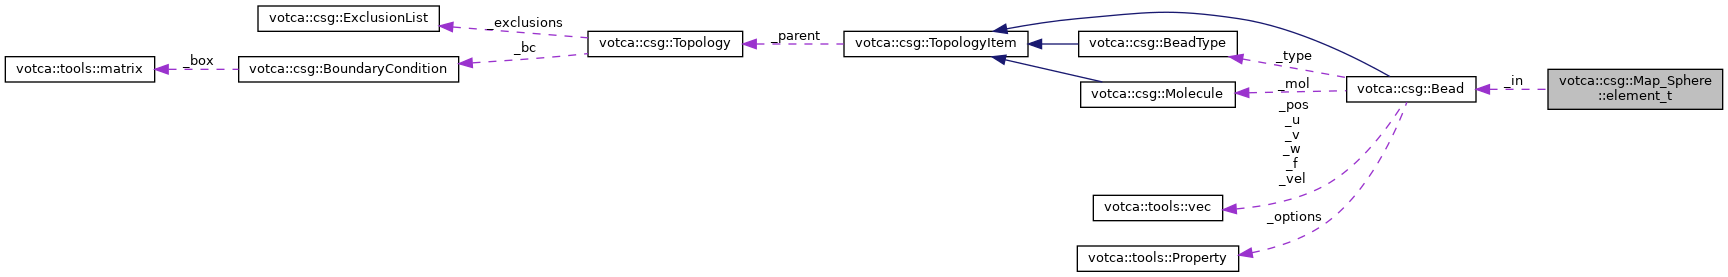 votca::csg::ExclusionList
_exclusions
votca::csg::Topology
_parent
votca::csg::TopologyItem
votca::csg::BeadType
_bc
_box
votca::tools::matrix
votca::csg::BoundaryCondition
_type
_mol
votca::csg::Molecule
votca::csg::Bead
_in
votca::csg::Map_Sphere
::element_t
_pos
_u
_v
_w
_f
_vel
votca::tools::vec
_options
votca::tools::Property